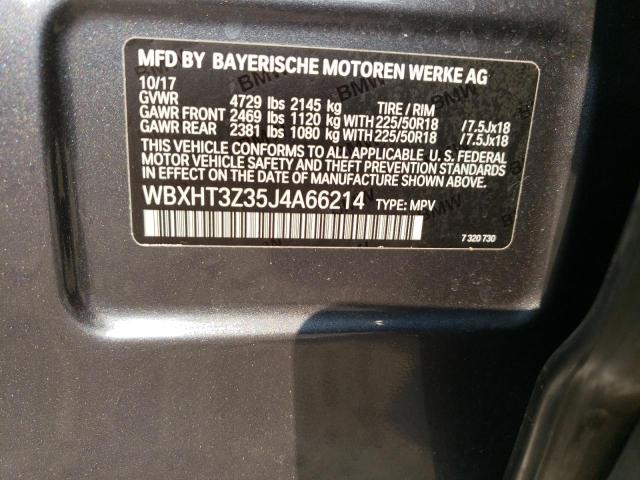 MFD BY BAYERISCHE MOTOREN WERKE AG
10/17
GVWR 4729 lbs 2145 kg TIRE / RIM
GAWR FRONT 2469 lbs 1120 kg WITH 225/50R18 /7.5Jx18
GAWR REAR 2381 lbs 1080 kg WITH 225/50R18 /7.5Jx18
THIS VEHICLE CONFORMS TO ALL APPLICABLE U.S. FEDERAL
MOTOR VEHICLE SAFETY AND THEFT PREVENTION STANDARDS
IN EFFECT ON THE DATE OF MANUFACTURE SHOWN ABOVE.
WBXHT3Z35J4A66214 TYPE: MPV
7 320 730